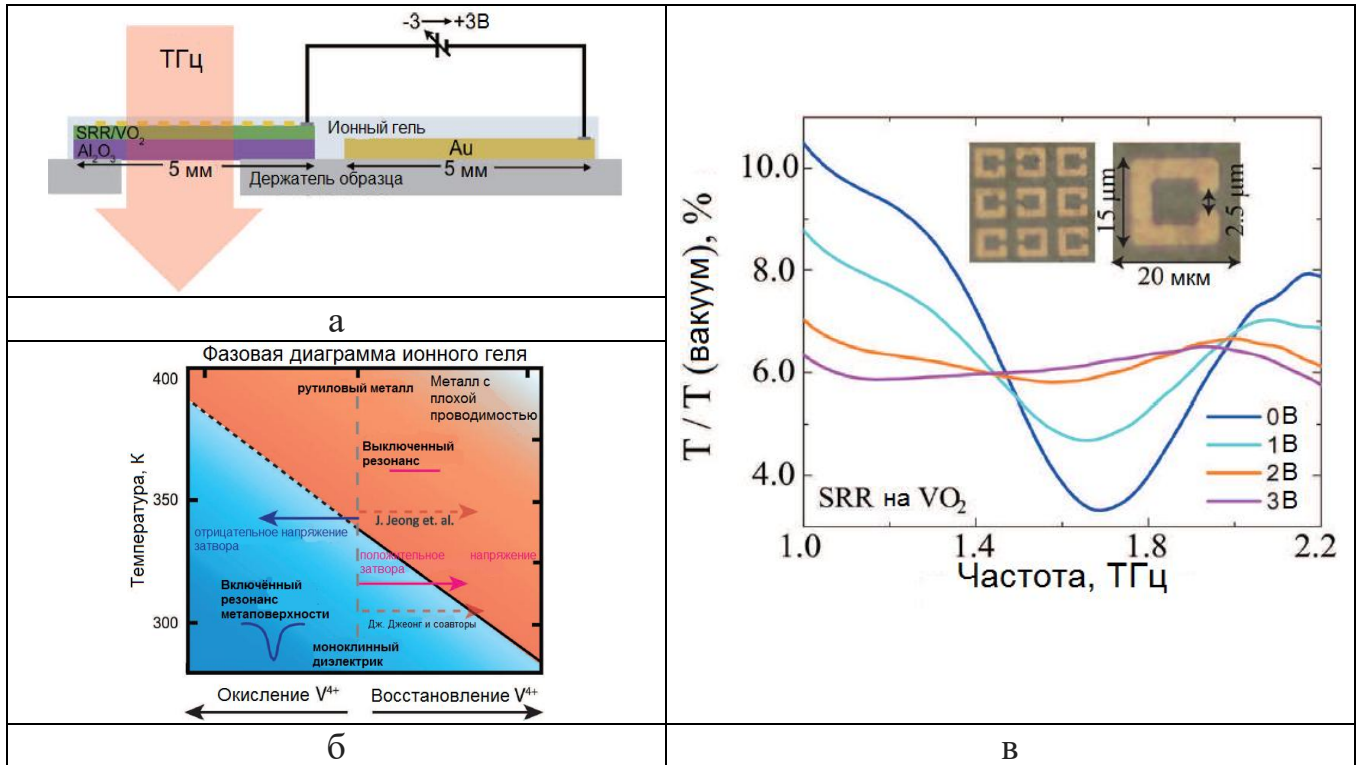 -3→+3В
ТГц
Ионный гель
SRR/VO₂
Al₂O₃
Au
5 мм
5 мм
Держатель образца
а
Фазовая диаграмма ионного геля
400
350
300
Температура, К
рутиловый металл
Металл с
плохой
проводимостью
Выключенный
резонанс
J. Jeong et. al.
отрицательное напряжение
затвора
положительное напряжение
затвора
Включённый
резонанс
метаповерхности
Дж. Джеонг и соавторы
моноклинный
диэлектрик
Окисление V⁴⁺
Восстановление V⁴⁺
б
T / T (вакуум), %
10.0
8.0
6.0
4.0
15 µm
2.5 µm
20 мкм
0В
1В
2В
3В
SRR на VO₂
1.0
1.4
1.8
2.2
Частота, ТГц
в